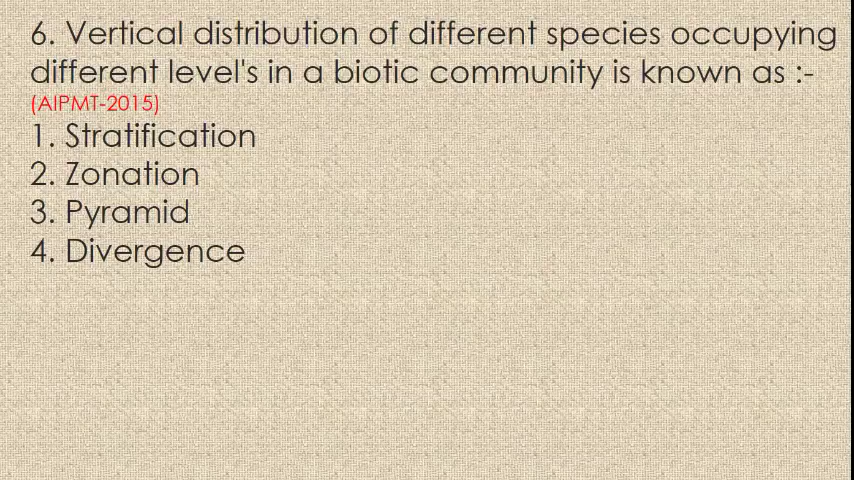 6. Vertical distribution of different species occupying
different level's in a biotic community is known as :-
(AIPMT-2015)
1. Stratification
2. Zonation
3. Pyramid
4. Divergence